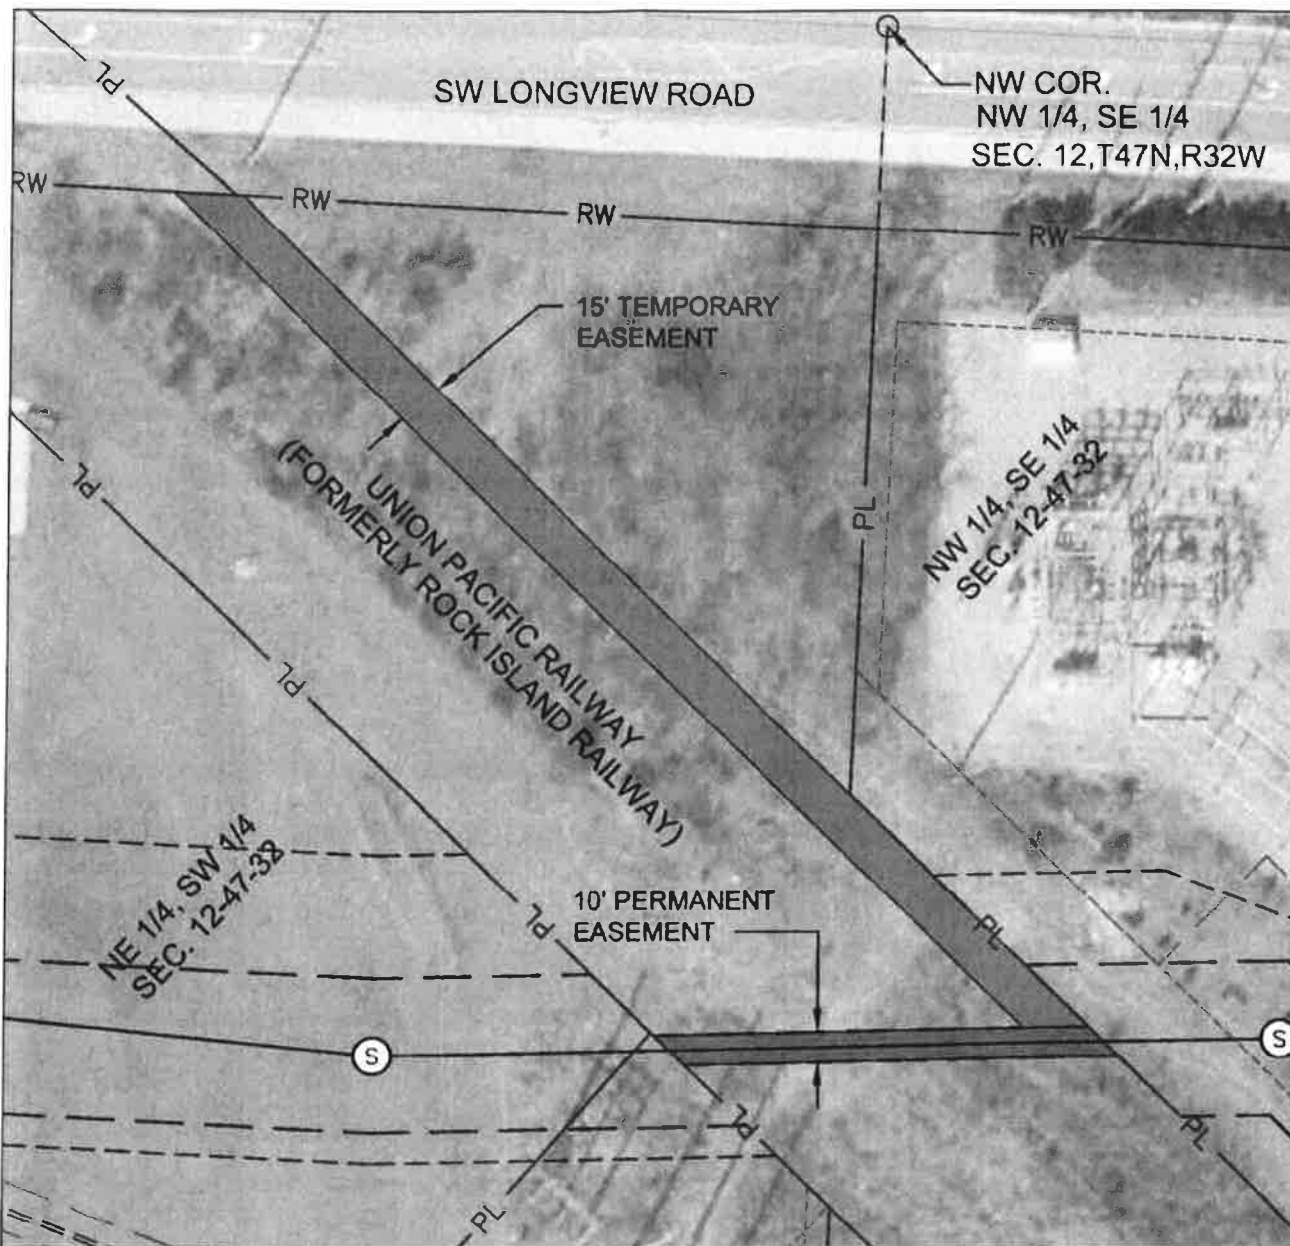 PL
SW LONGVIEW ROAD
NW COR.
NW 1/4, SE 1/4
SEC. 12,T47N,R32W
RW
RW
RW
RW
15' TEMPORARY
EASEMENT
PL
UNION PACIFIC RAILWAY
(FORMERLY ROCK ISLAND RAILWAY)
PL
NW 1/4, SE 1/4
SEC. 12-47-32
PL
NE 1/4, SW 1/4
SEC. 12-47-32
10' PERMANENT
EASEMENT
PL
PL
S
S
PL
PL
PL